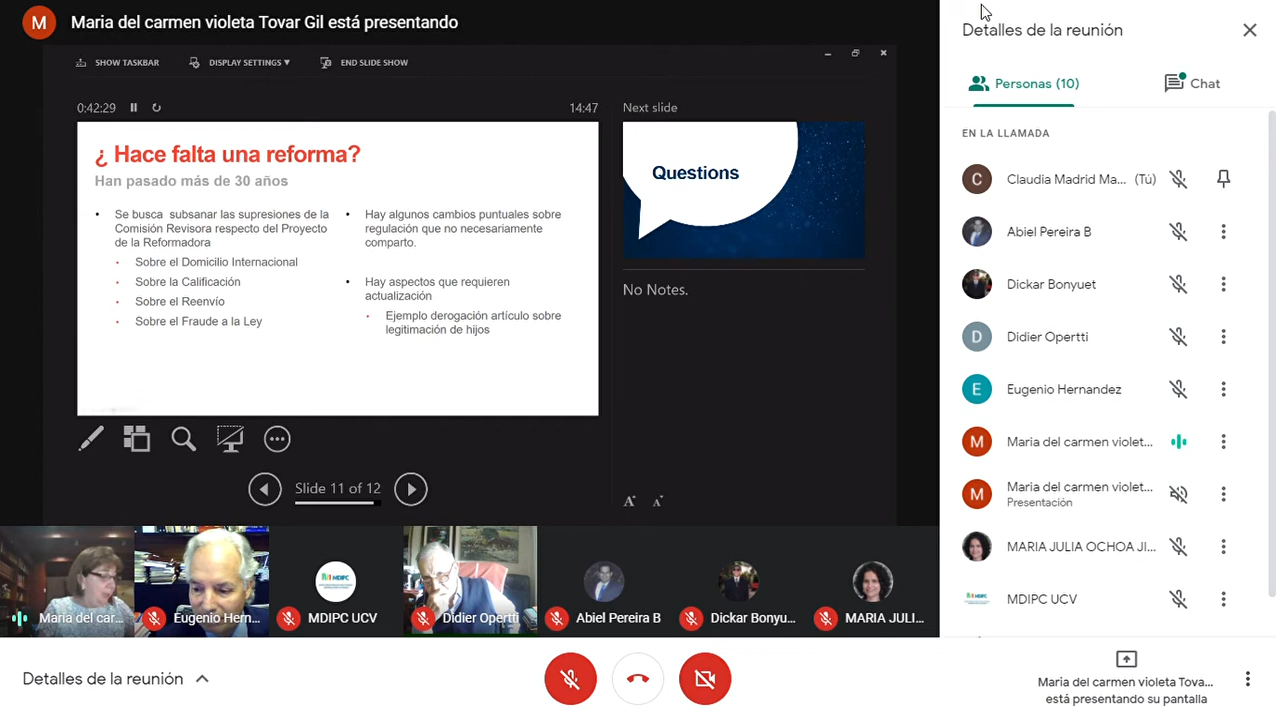 M
Maria del carmen violeta Tovar Gil está presentando
SHOW TASKBAR
DISPLAY SETTINGS ▼
END SLIDE SHOW
0:42:29
14:47
¿ Hace falta una reforma?
Han pasado más de 30 años
• Se busca subsanar las supresiones de la
Comisión Revisora respecto del Proyecto
de la Reformadora
• Sobre el Domicilio Internacional
• Sobre la Calificación
• Sobre el Reenvío
• Sobre el Fraude a la Ley
• Hay algunos cambios puntuales sobre
regulación que no necesariamente
comparto.
• Hay aspectos que requieren
actualización
• Ejemplo derogación artículo sobre
legitimación de hijos
Next slide
Questions
No Notes.
Slide 11 of 12
A A
Maria del car...
Eugenio Hern...
MDIPC
MDIPC UCV
Didier Opertti
Abiel Pereira B
Dickar Bonyu...
MARIA JULI...
Detalles de la reunión
Detalles de la reunión
Personas (10)
Chat
EN LA LLAMADA
C
Claudia Madrid Ma... (Tú)
Abiel Pereira B
Dickar Bonyuet
D
Didier Opertti
E
Eugenio Hernandez
M
Maria del carmen violet...
M
Maria del carmen violet...
Presentación
MARIA JULIA OCHOA JI...
MDIPC UCV
Maria del carmen violeta Tova...
está presentando su pantalla